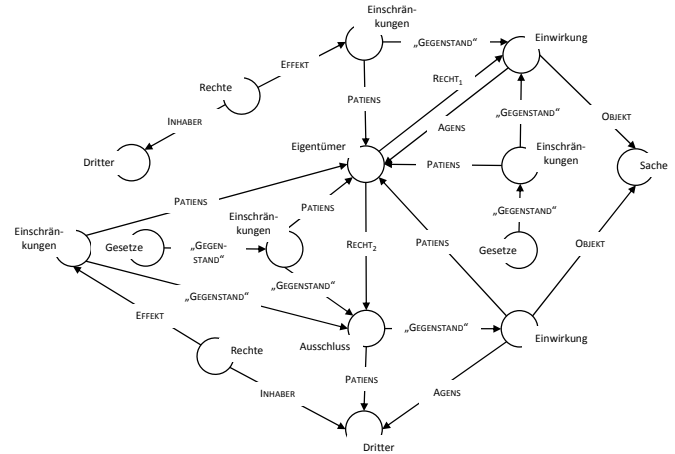 Einschrän-
kungen
„GEGENSTAND“
Einwirkung
EFFEKT
RECHT1
Rechte
PATIENS
„GEGENSTAND“
OBJEKT
INHABER
AGENS
Eigentümer
Einschrän-
kungen
Dritter
PATIENS
Sache
PATIENS
PATIENS
Einschrän-
kungen
„GEGENSTAND“
Einschrän-
kungen
Gesetze
„GEGEN-
STAND“
RECHT2
PATIENS
Gesetze
OBJEKT
„GEGENSTAND“
„GEGENSTAND“
EFFEKT
„GEGENSTAND“
Einwirkung
Rechte
Ausschluss
PATIENS
INHABER
AGENS
Dritter